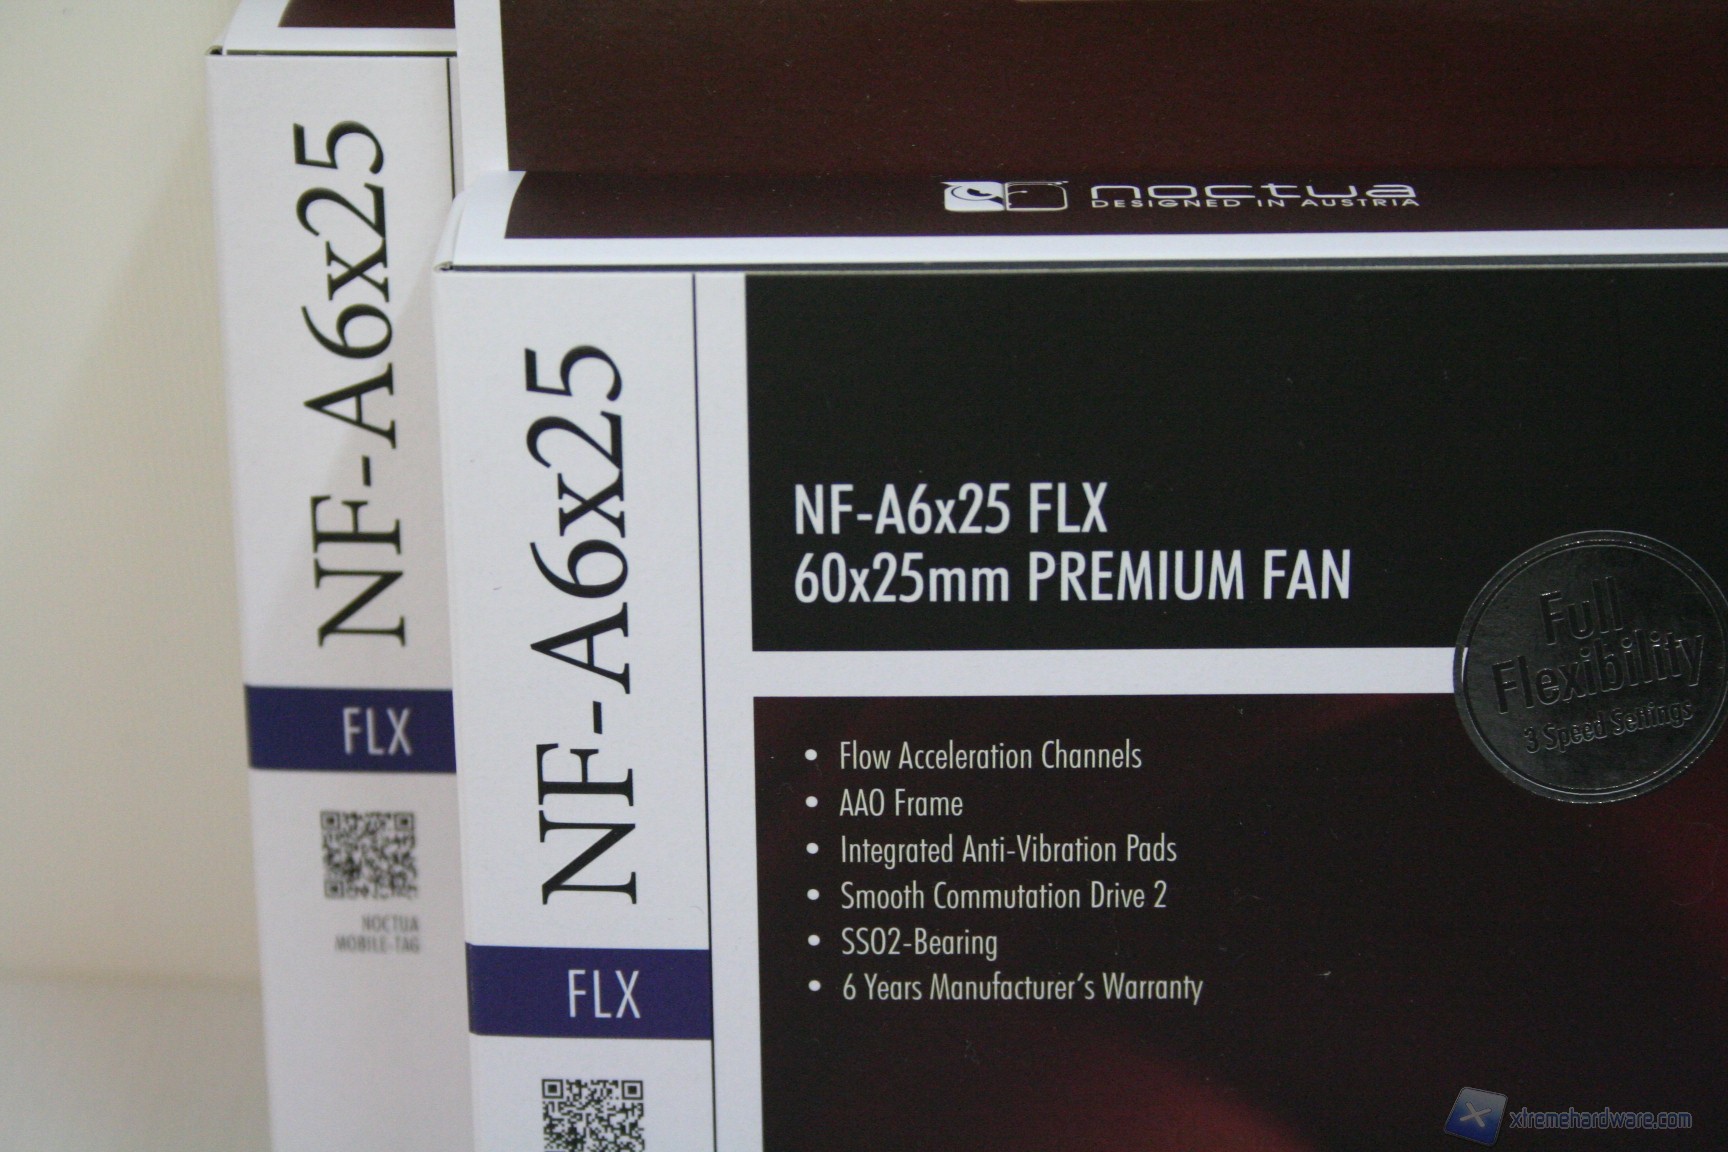 NF-A6x25
FLX
NOCTUA
MOBILE-TAG
noctua
DESIGNED IN AUSTRIA
NF-A6x25
FLX
NF-A6x25 FLX
60x25mm PREMIUM FAN
Full
Flexibility
3 Speed Settings
• Flow Acceleration Channels
• AAO Frame
• Integrated Anti-Vibration Pads
• Smooth Commutation Drive 2
• SSO2-Bearing
• 6 Years Manufacturer's Warranty
xtremehardware.com